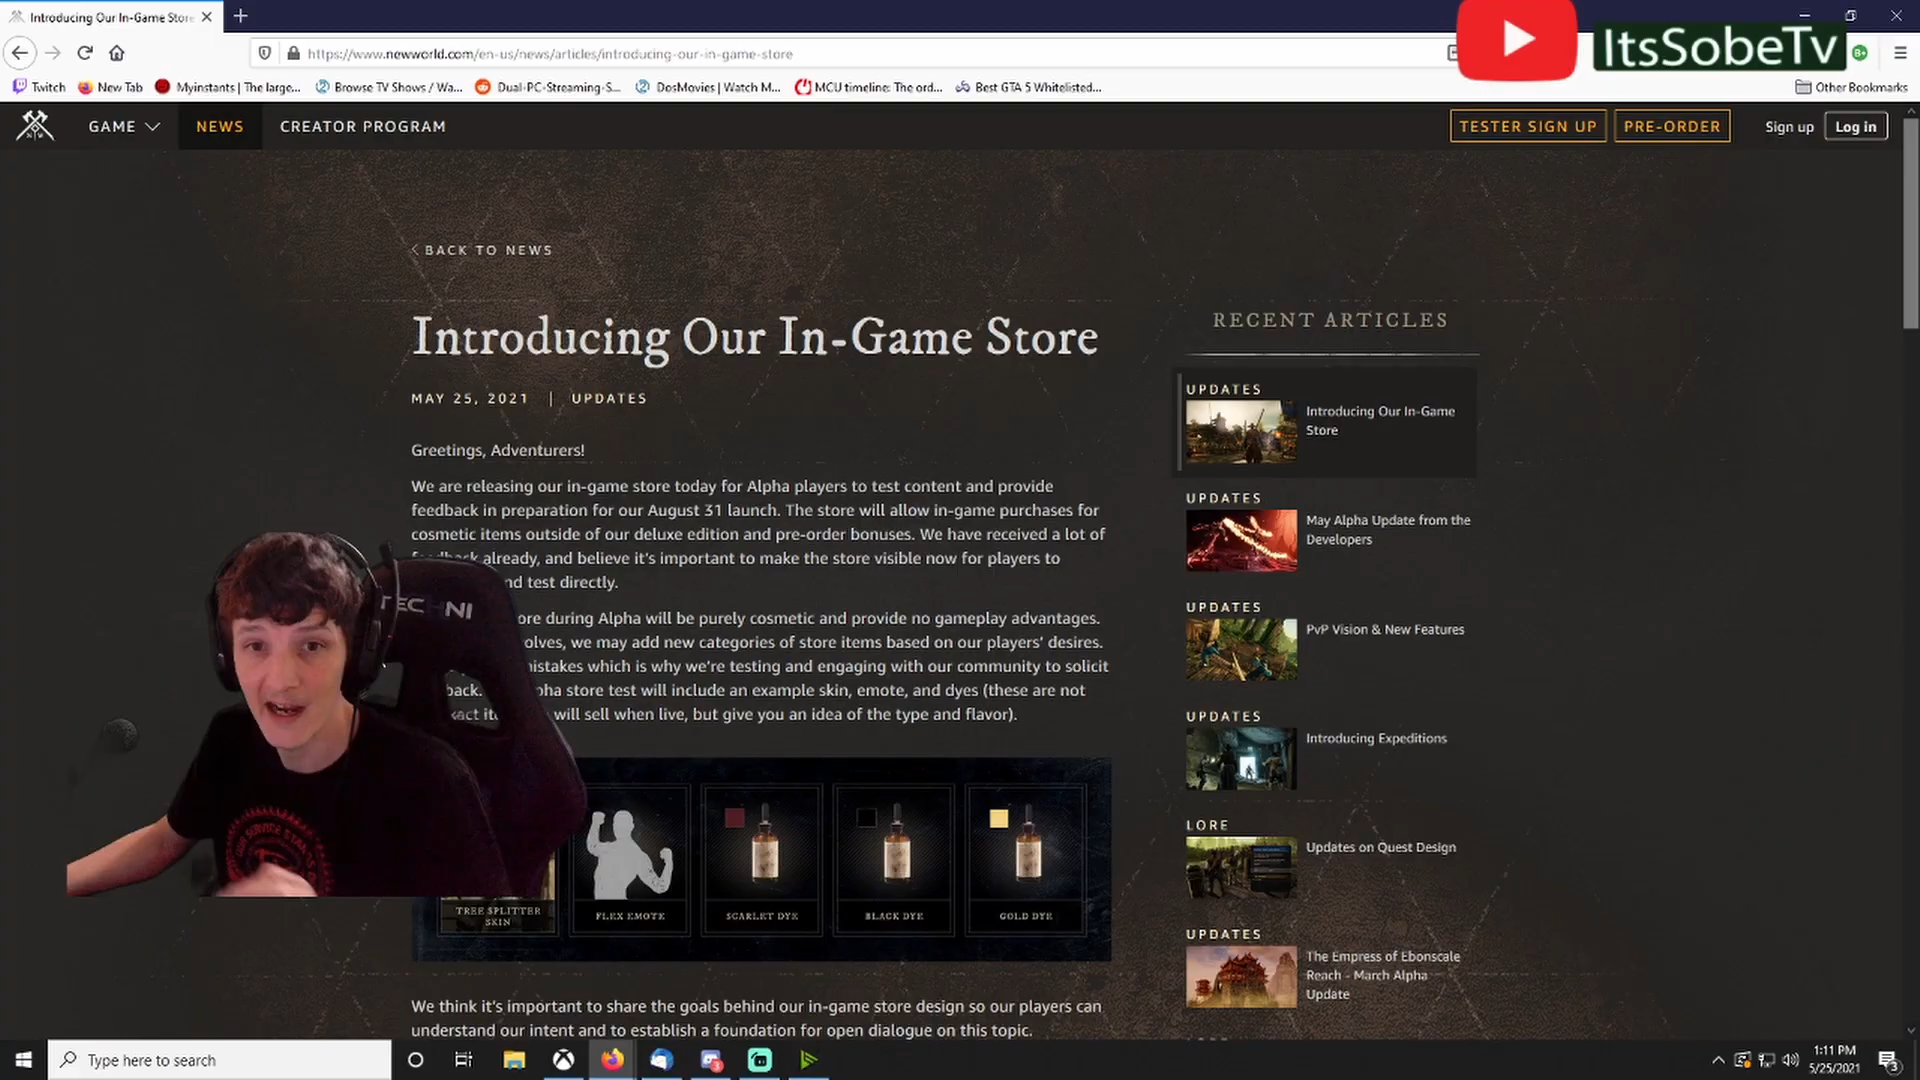 Introducing Our In-Game Store
ItsSobeTv
https://www.newworld.com/en-us/news/articles/introducing-our-in-game-store
Twitch
New Tab
Myinstants | The large...
Browse TV Shows / Wa...
Dual-PC-Streaming-S...
DosMovies | Watch M...
MCU timeline: The ord...
Best GTA 5 Whitelisted...
Other Bookmarks
GAME
NEWS
CREATOR PROGRAM
TESTER SIGN UP
PRE-ORDER
Sign up
Log in
BACK TO NEWS
Introducing Our In-Game Store
MAY 25, 2021 | UPDATES
Greetings, Adventurers!
We are releasing our in-game store today for Alpha players to test content and provide
feedback in preparation for our August 31 launch. The store will allow in-game purchases for
cosmetic items outside of our deluxe edition and pre-order bonuses. We have received a lot of
feedback already, and believe it's important to make the store visible now for players to
nd test directly.
ore during Alpha will be purely cosmetic and provide no gameplay advantages.
olves, we may add new categories of store items based on our players' desires.
istakes which is why we're testing and engaging with our community to solicit
back. pha store test will include an example skin, emote, and dyes (these are not
will sell when live, but give you an idea of the type and flavor).
TREE SPLITTER
SKIN
FLEX EMOTE
SCARLET DYE
BLACK DYE
GOLD DYE
We think it's important to share the goals behind our in-game store design so our players can
understand our intent and to establish a foundation for open dialogue on this topic.
RECENT ARTICLES
UPDATES
Introducing Our In-Game
Store
UPDATES
May Alpha Update from the
Developers
UPDATES
PvP Vision & New Features
UPDATES
Introducing Expeditions
LORE
Updates on Quest Design
UPDATES
The Empress of Ebonscale
Reach - March Alpha
Update
TECHNI
Type here to search
1:11 PM
5/25/2021
3